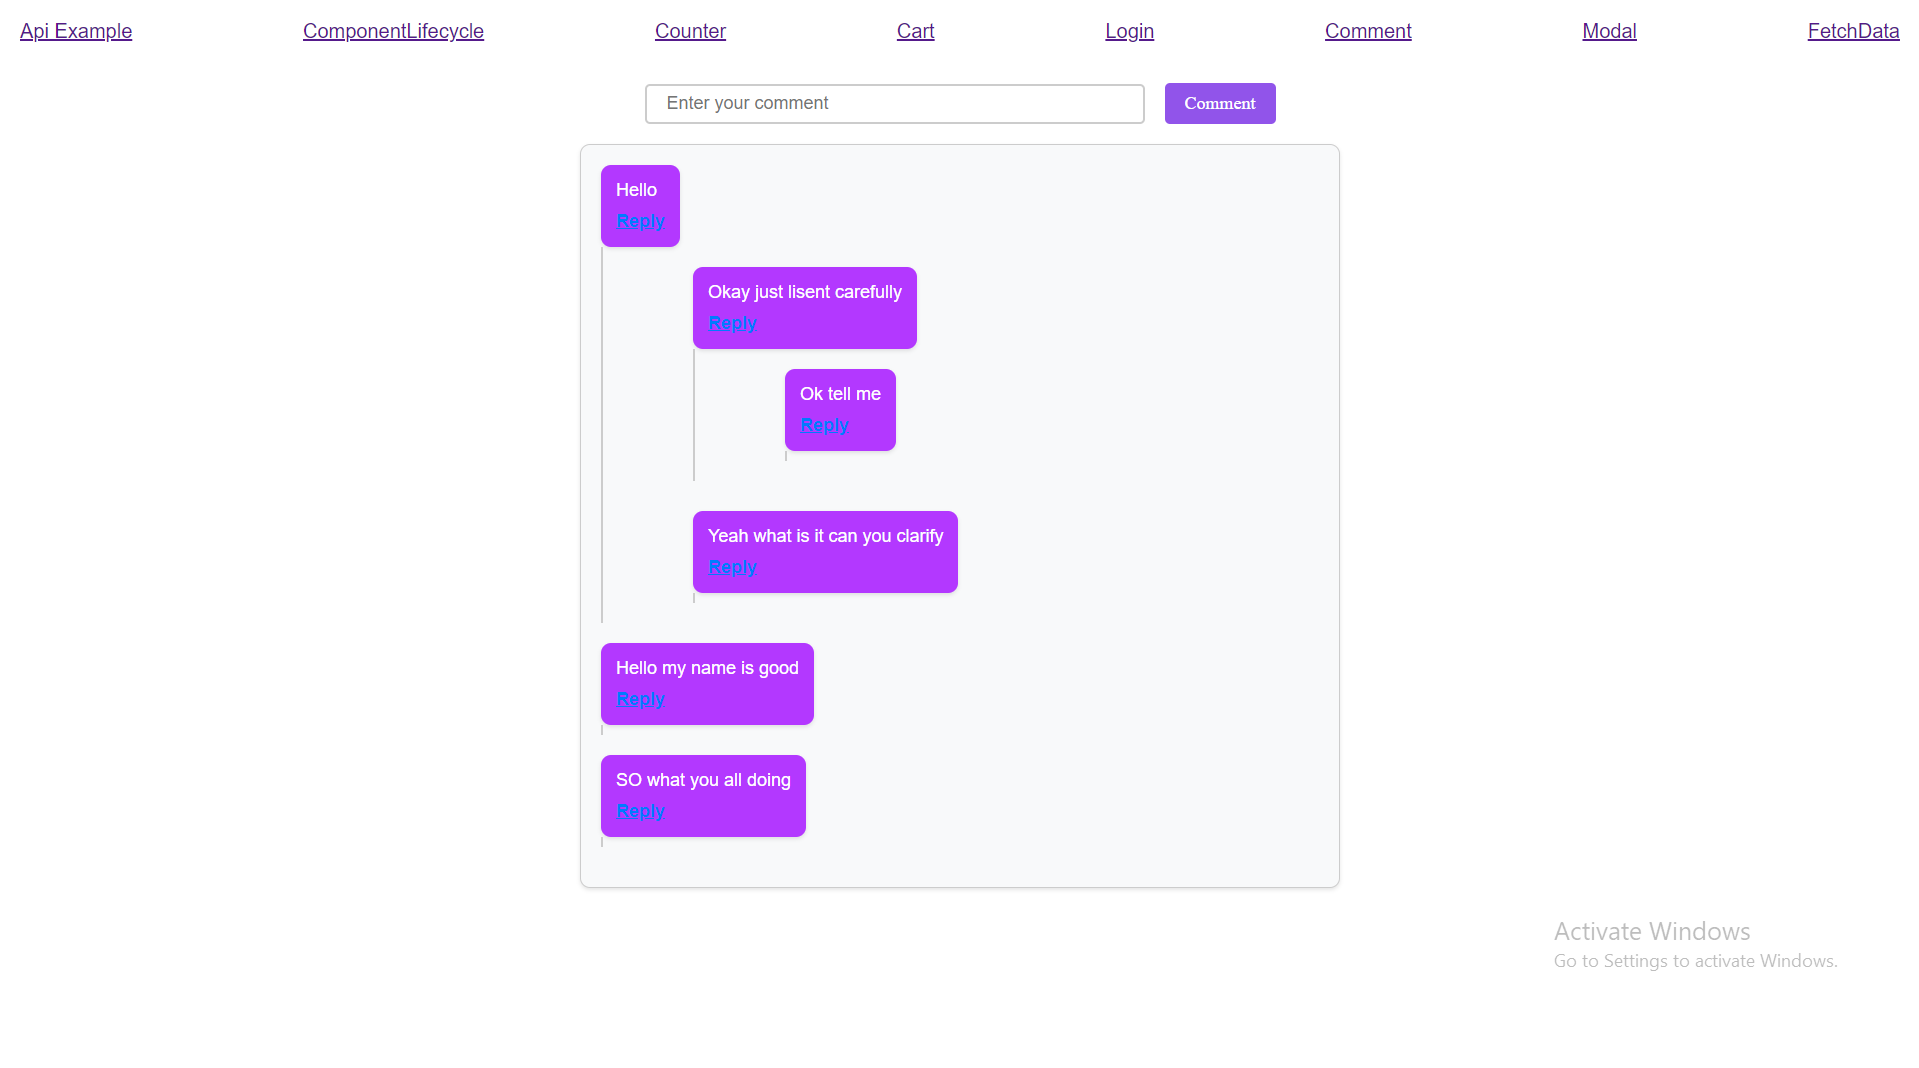 Api Example ComponentLifecycle Counter Cart Login Comment Modal FetchData
Enter your comment Comment
Hello
Reply
Okay just lisent carefully
Reply
Ok tell me
Reply
Yeah what is it can you clarify
Reply
Hello my name is good
Reply
SO what you all doing
Reply
Activate Windows
Go to Settings to activate Windows.